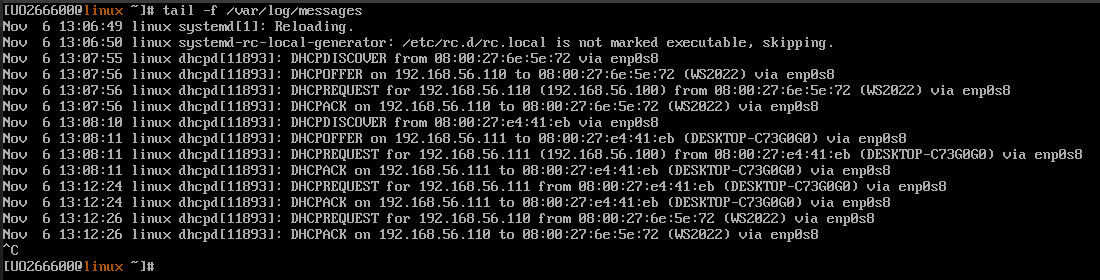 [UO266600@linux ~]# tail -f /var/log/messages
Nov  6 13:06:49 linux systemd[1]: Reloading.
Nov  6 13:06:50 linux systemd-rc-local-generator: /etc/rc.d/rc.local is not marked executable, skipping.
Nov  6 13:07:55 linux dhcpd[11893]: DHCPDISCOVER from 08:00:27:6e:5e:72 via enp0s8
Nov  6 13:07:56 linux dhcpd[11893]: DHCPOFFER on 192.168.56.110 to 08:00:27:6e:5e:72 (WS2022) via enp0s8
Nov  6 13:07:56 linux dhcpd[11893]: DHCPREQUEST for 192.168.56.110 (192.168.56.100) from 08:00:27:6e:5e:72 (WS2022) via enp0s8
Nov  6 13:07:56 linux dhcpd[11893]: DHCPACK on 192.168.56.110 to 08:00:27:6e:5e:72 (WS2022) via enp0s8
Nov  6 13:08:10 linux dhcpd[11893]: DHCPDISCOVER from 08:00:27:e4:41:eb via enp0s8
Nov  6 13:08:11 linux dhcpd[11893]: DHCPOFFER on 192.168.56.111 to 08:00:27:e4:41:eb (DESKTOP-C73G0G0) via enp0s8
Nov  6 13:08:11 linux dhcpd[11893]: DHCPREQUEST for 192.168.56.111 (192.168.56.100) from 08:00:27:e4:41:eb (DESKTOP-C73G0G0) via enp0s8
Nov  6 13:08:11 linux dhcpd[11893]: DHCPACK on 192.168.56.111 to 08:00:27:e4:41:eb (DESKTOP-C73G0G0) via enp0s8
Nov  6 13:12:24 linux dhcpd[11893]: DHCPREQUEST for 192.168.56.111 from 08:00:27:e4:41:eb (DESKTOP-C73G0G0) via enp0s8
Nov  6 13:12:24 linux dhcpd[11893]: DHCPACK on 192.168.56.111 to 08:00:27:e4:41:eb (DESKTOP-C73G0G0) via enp0s8
Nov  6 13:12:26 linux dhcpd[11893]: DHCPREQUEST for 192.168.56.110 from 08:00:27:6e:5e:72 (WS2022) via enp0s8
Nov  6 13:12:26 linux dhcpd[11893]: DHCPACK on 192.168.56.110 to 08:00:27:6e:5e:72 (WS2022) via enp0s8
^C
[UO266600@linux ~]#